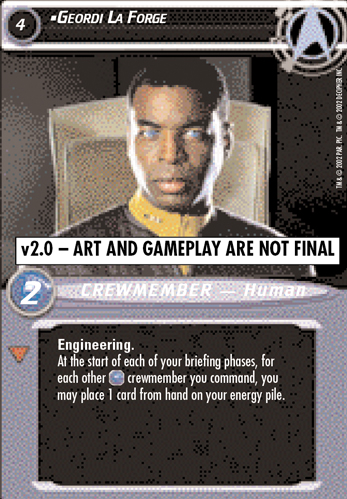 4
▪GEORDI LA FORGE
TM & © 2002 PAR. PIC. TM & © 2002 DECIPHER INC.
v2.0 – ART AND GAMEPLAY ARE NOT FINAL
2
CREWMEMBER — Human
Engineering.
At the start of each of your briefing phases, for
each other crewmember you command, you
may place 1 card from hand on your energy pile.